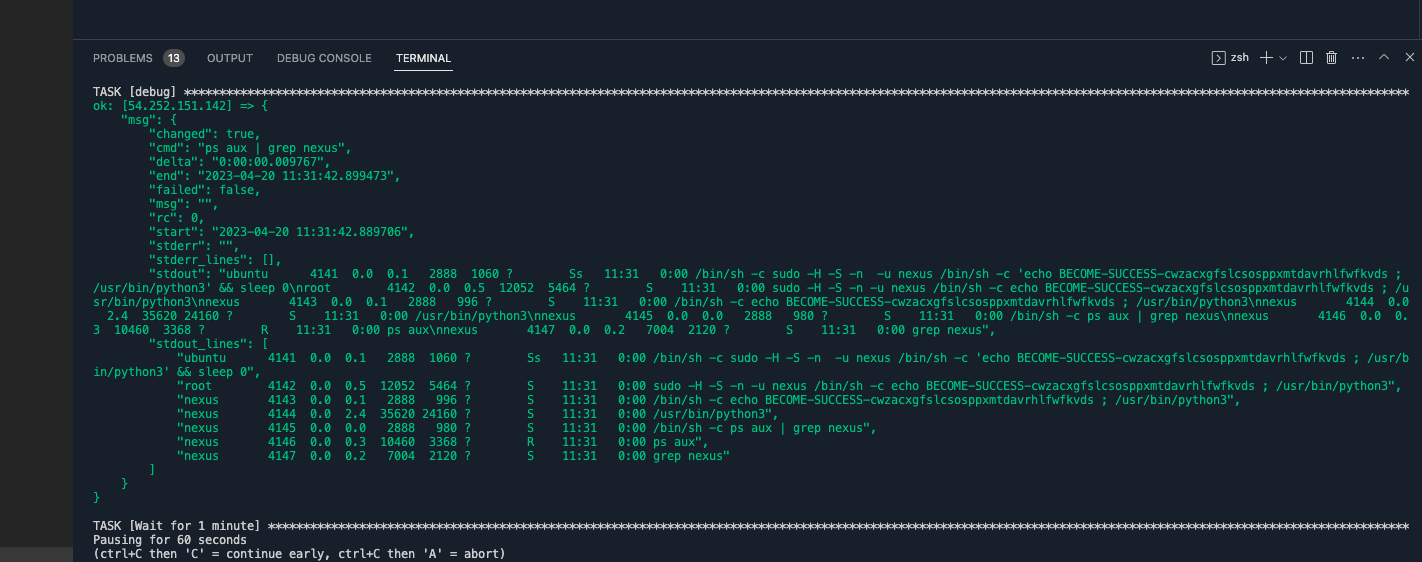 PROBLEMS 13 OUTPUT DEBUG CONSOLE TERMINAL zsh
TASK [debug] ****************************************************************************************************************************************************************************
ok: [54.252.151.142] => {
    "msg": {
        "changed": true,
        "cmd": "ps aux | grep nexus",
        "delta": "0:00:00.009767",
        "end": "2023-04-20 11:31:42.899473",
        "failed": false,
        "msg": "",
        "rc": 0,
        "start": "2023-04-20 11:31:42.889706",
        "stderr": "",
        "stderr_lines": [],
        "stdout": "ubuntu      4141  0.0  0.1   2888  1060 ?        Ss   11:31   0:00 /bin/sh -c sudo -H -S -n  -u nexus /bin/sh -c 'echo BECOME-SUCCESS-cwzacxgfslcsosppxmtdavrhlfwfkvds ;
/usr/bin/python3' && sleep 0\nroot        4142  0.0  0.5  12052  5464 ?        S    11:31   0:00 sudo -H -S -n -u nexus /bin/sh -c echo BECOME-SUCCESS-cwzacxgfslcsosppxmtdavrhlfwfkvds ; /u
sr/bin/python3\nnexus       4143  0.0  0.1   2888   996 ?        S    11:31   0:00 /bin/sh -c echo BECOME-SUCCESS-cwzacxgfslcsosppxmtdavrhlfwfkvds ; /usr/bin/python3\nnexus       4144  0.0
  2.4  35620 24160 ?        S    11:31   0:00 /usr/bin/python3\nnexus       4145  0.0  0.0   2888   980 ?        S    11:31   0:00 /bin/sh -c ps aux | grep nexus\nnexus       4146  0.0  0.
3  10460  3368 ?        R    11:31   0:00 ps aux\nnexus       4147  0.0  0.2   7004  2120 ?        S    11:31   0:00 grep nexus",
        "stdout_lines": [
            "ubuntu      4141  0.0  0.1   2888  1060 ?        Ss   11:31   0:00 /bin/sh -c sudo -H -S -n  -u nexus /bin/sh -c 'echo BECOME-SUCCESS-cwzacxgfslcsosppxmtdavrhlfwfkvds ; /usr/b
in/python3' && sleep 0",
            "root        4142  0.0  0.5  12052  5464 ?        S    11:31   0:00 sudo -H -S -n -u nexus /bin/sh -c echo BECOME-SUCCESS-cwzacxgfslcsosppxmtdavrhlfwfkvds ; /usr/bin/python3",
            "nexus       4143  0.0  0.1   2888   996 ?        S    11:31   0:00 /bin/sh -c echo BECOME-SUCCESS-cwzacxgfslcsosppxmtdavrhlfwfkvds ; /usr/bin/python3",
            "nexus       4144  0.0  2.4  35620 24160 ?        S    11:31   0:00 /usr/bin/python3",
            "nexus       4145  0.0  0.0   2888   980 ?        S    11:31   0:00 /bin/sh -c ps aux | grep nexus",
            "nexus       4146  0.0  0.3  10460  3368 ?        R    11:31   0:00 ps aux",
            "nexus       4147  0.0  0.2   7004  2120 ?        S    11:31   0:00 grep nexus"
        ]
    }
}
TASK [Wait for 1 minute] ****************************************************************************************************************************************************************
Pausing for 60 seconds
(ctrl+C then 'C' = continue early, ctrl+C then 'A' = abort)